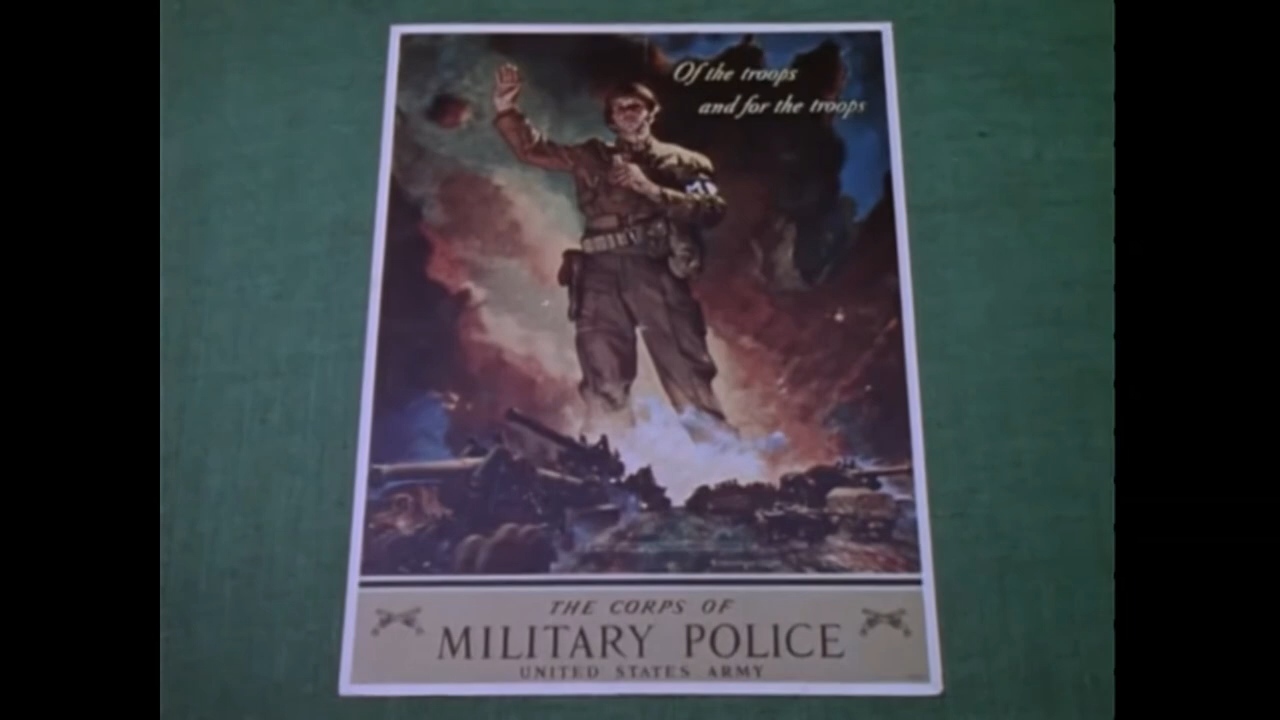 Of the troops
and for the troops
THE CORPS OF
MILITARY POLICE
UNITED STATES ARMY